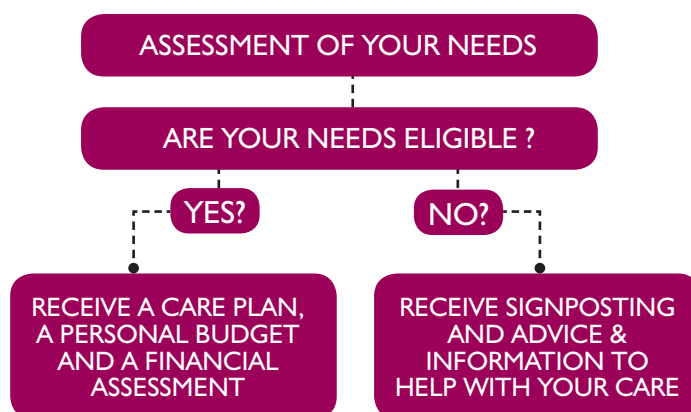 ASSESSMENT OF YOUR NEEDS
ARE YOUR NEEDS ELIGIBLE ?
YES?
NO?
RECEIVE A CARE PLAN,
A PERSONAL BUDGET
AND A FINANCIAL
ASSESSMENT
RECEIVE SIGNPOSTING
AND ADVICE &
INFORMATION TO
HELP WITH YOUR CARE